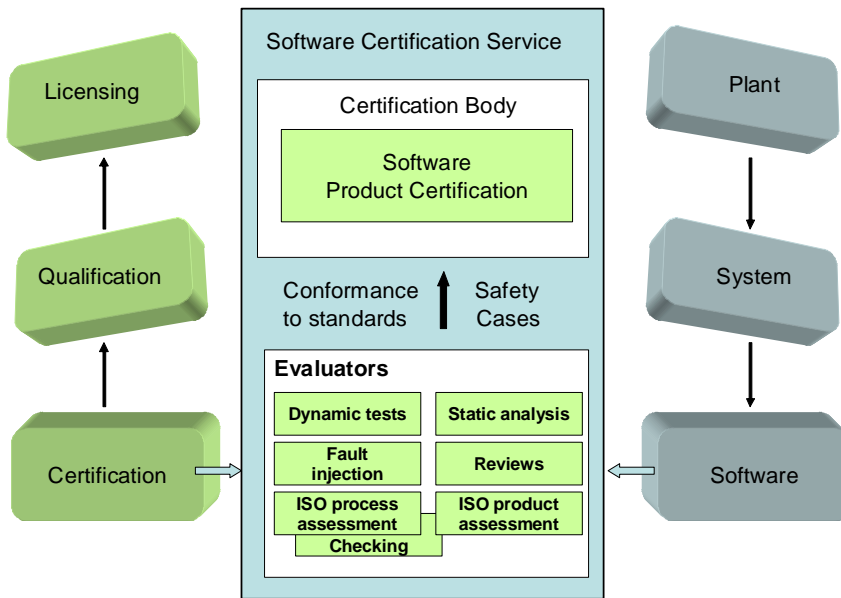 Software Certification Service
Licensing
Qualification
Certification
Certification Body
Software
Product Certification
Conformance
to standards
Safety
Cases
Evaluators
Dynamic tests
Static analysis
Fault
injection
Reviews
ISO process
assessment
ISO product
assessment
Checking
Plant
System
Software